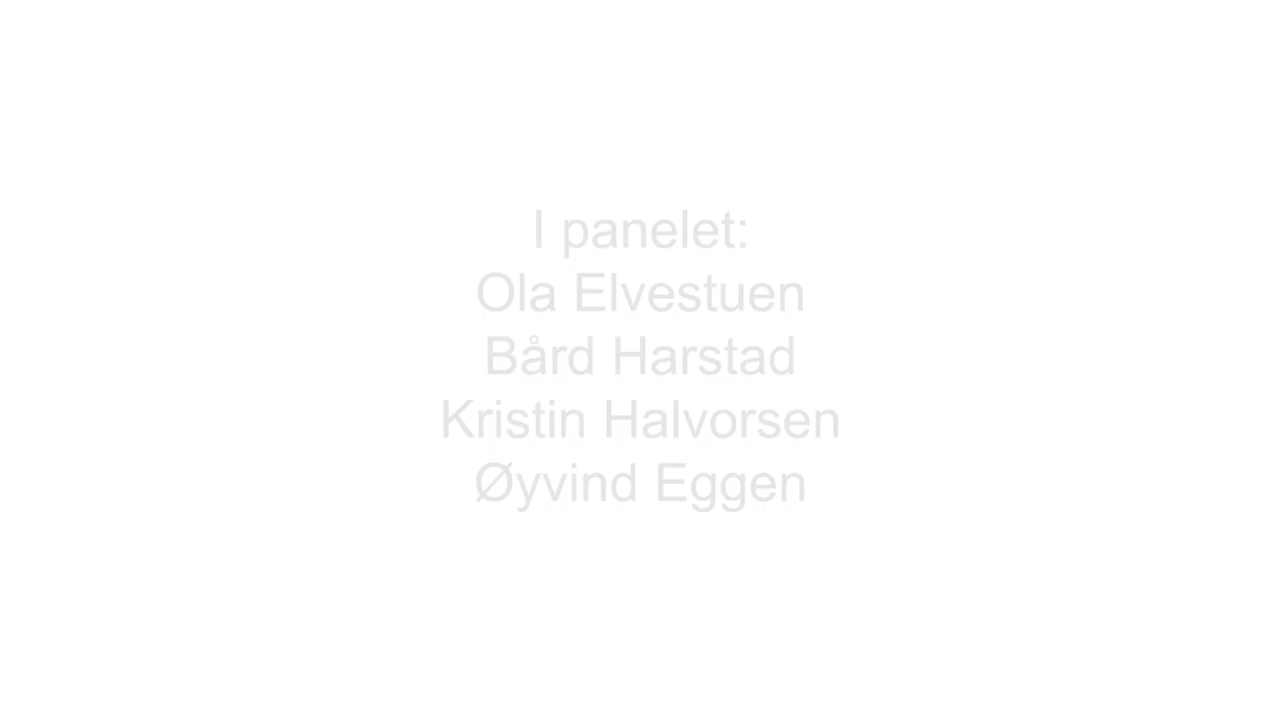 I panelet:
Ola Elvestuen
Bård Harstad
Kristin Halvorsen
Øyvind Eggen